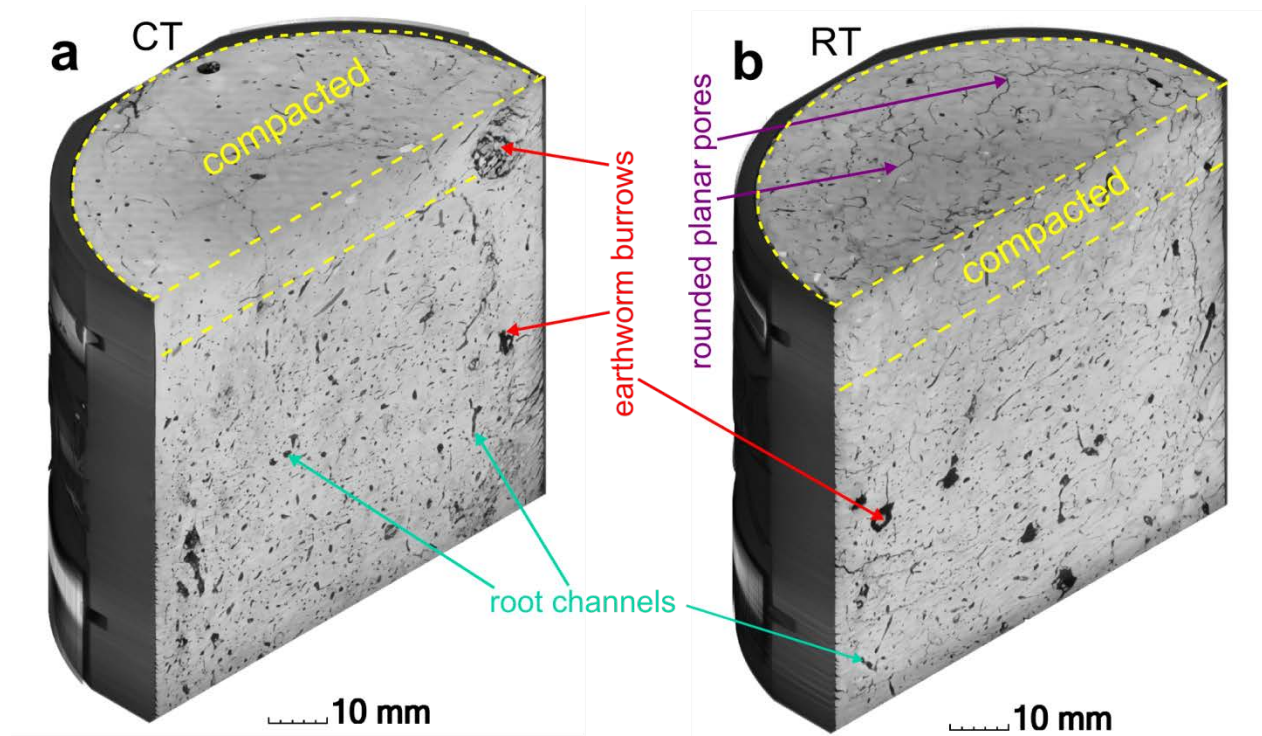 a
CT
compacted
earthworm burrows
root channels
10 mm
b
RT
rounded planar pores
compacted
10 mm